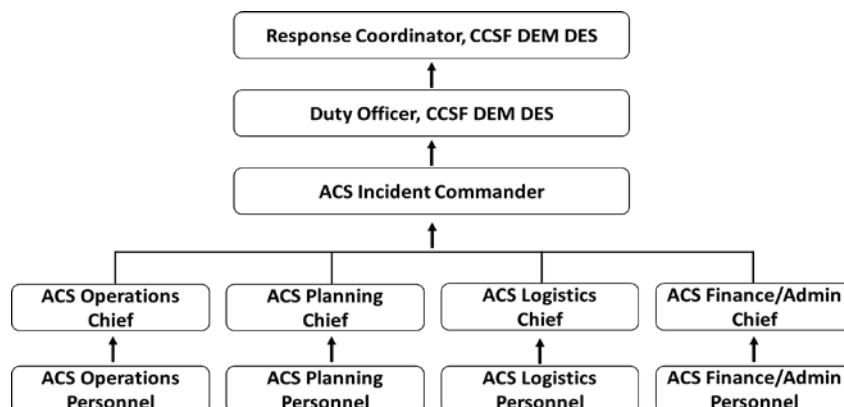 Response Coordinator, CCSF DEM DES
Duty Officer, CCSF DEM DES
ACS Incident Commander
ACS Operations
Chief
ACS Planning
Chief
ACS Logistics
Chief
ACS Finance/Admin
Chief
ACS Operations
Personnel
ACS Planning
Personnel
ACS Logistics
Personnel
ACS Finance/Admin
Personnel